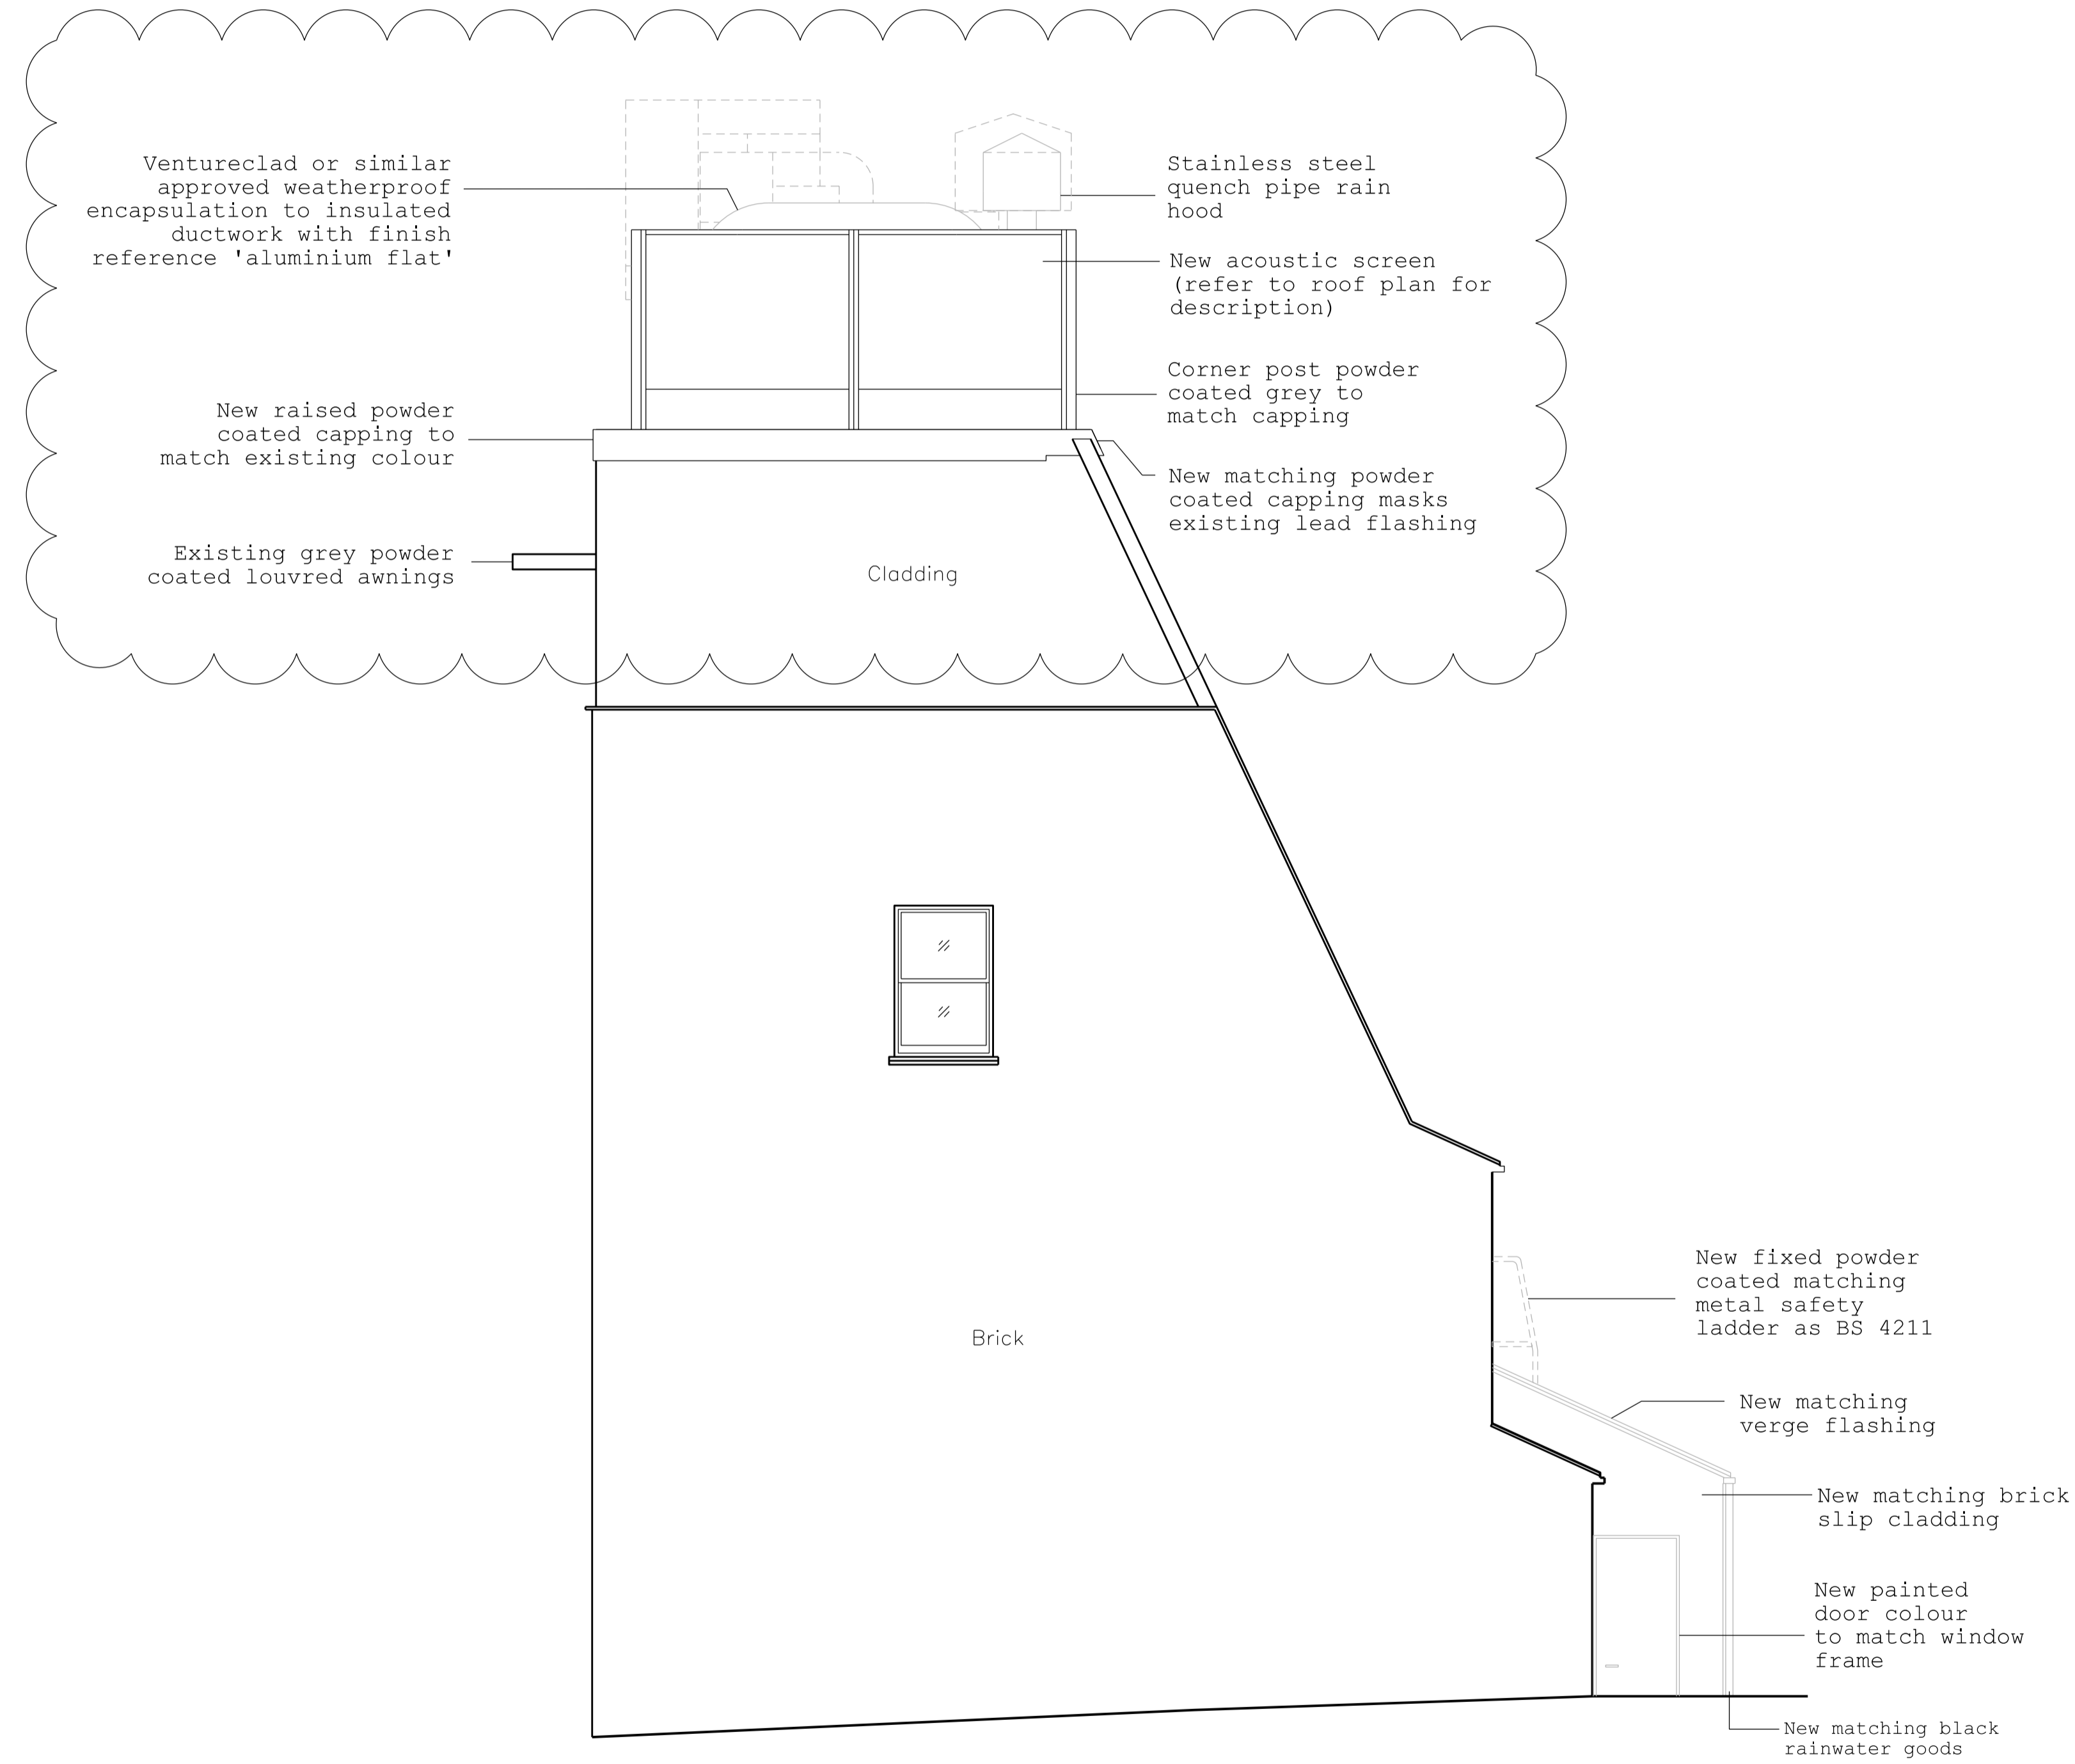 Ventureclad or similar
approved weatherproof
encapsulation to insulated
ductwork with finish
reference 'aluminium flat'
Stainless steel
quench pipe rain
hood
New acoustic screen
(refer to roof plan for
description)
Corner post powder
coated grey to
match capping
New raised powder
coated capping to
match existing colour
New matching powder
coated capping masks
existing lead flashing
Existing grey powder
coated louvred awnings
Cladding
Brick
New fixed powder
coated matching
metal safety
ladder as BS 4211
New matching
verge flashing
New matching brick
slip cladding
New painted
door colour
to match window
frame
New matching black
rainwater goods